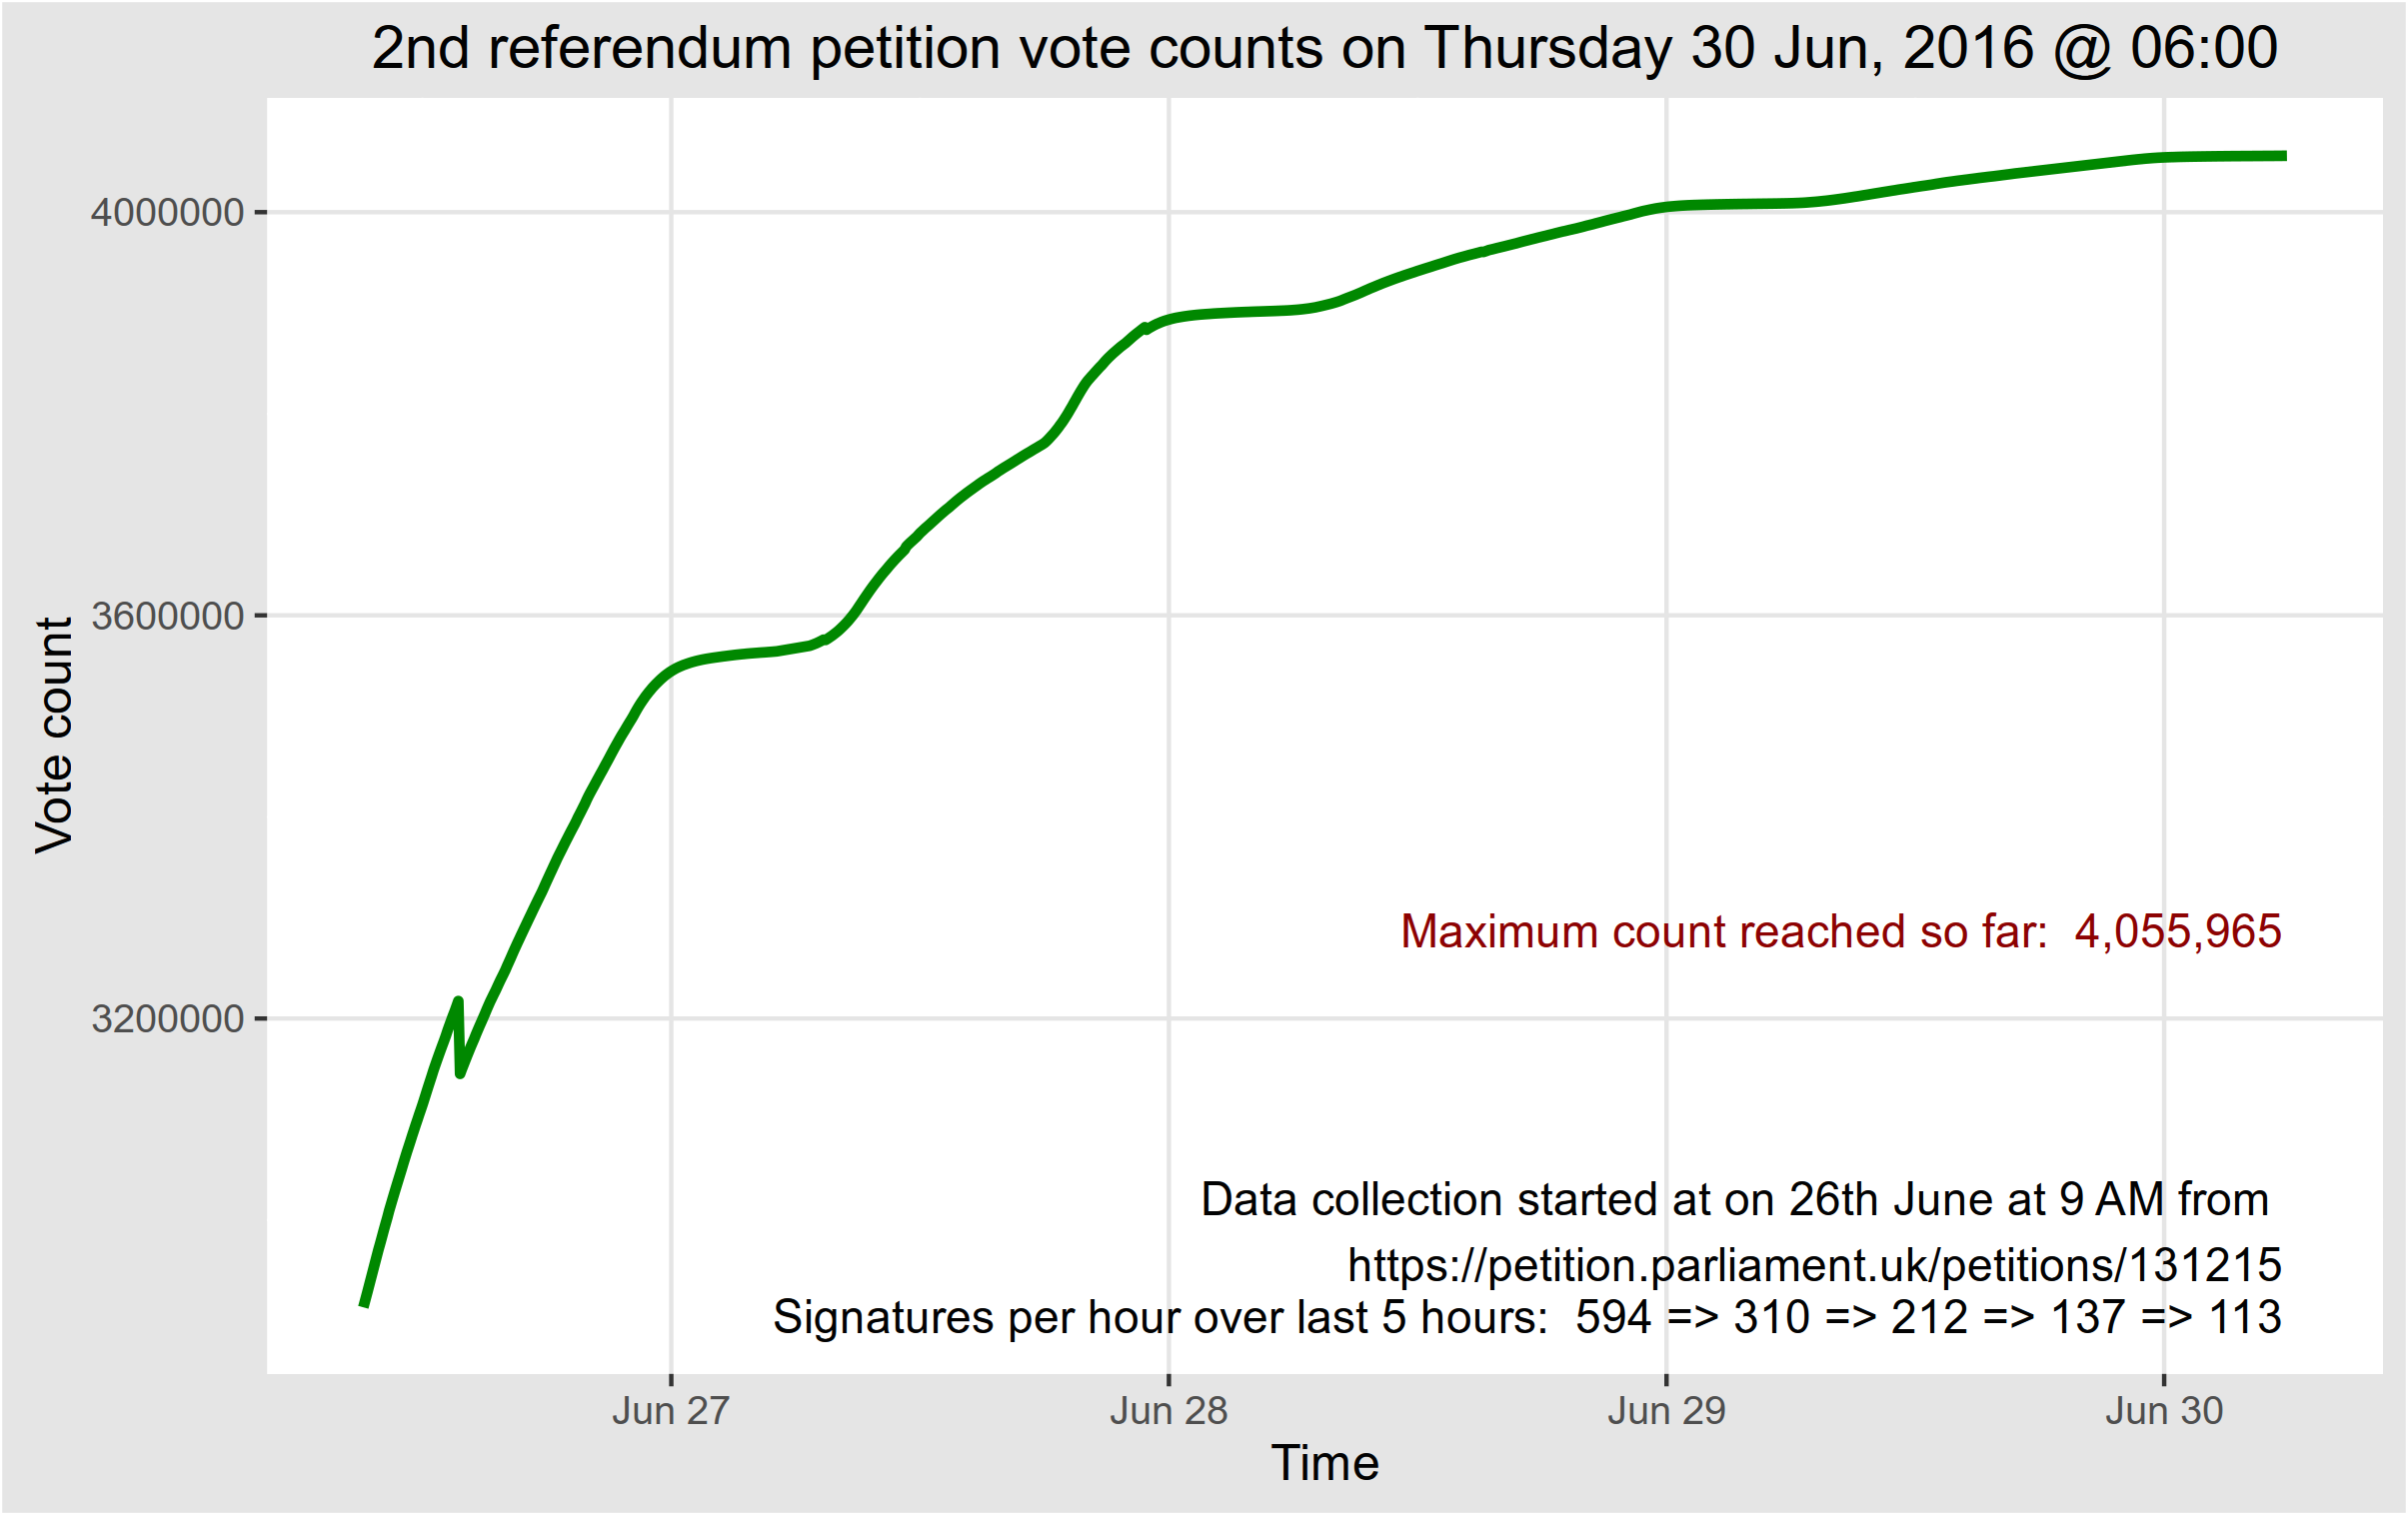 2nd referendum petition vote counts on Thursday 30 Jun, 2016 @ 06:00
4000000
3600000
3200000
Vote count
Maximum count reached so far:  4,055,965
Data collection started at on 26th June at 9 AM from
https://petition.parliament.uk/petitions/131215
Signatures per hour over last 5 hours:  594 => 310 => 212 => 137 => 113
Jun 27
Jun 28
Jun 29
Jun 30
Time